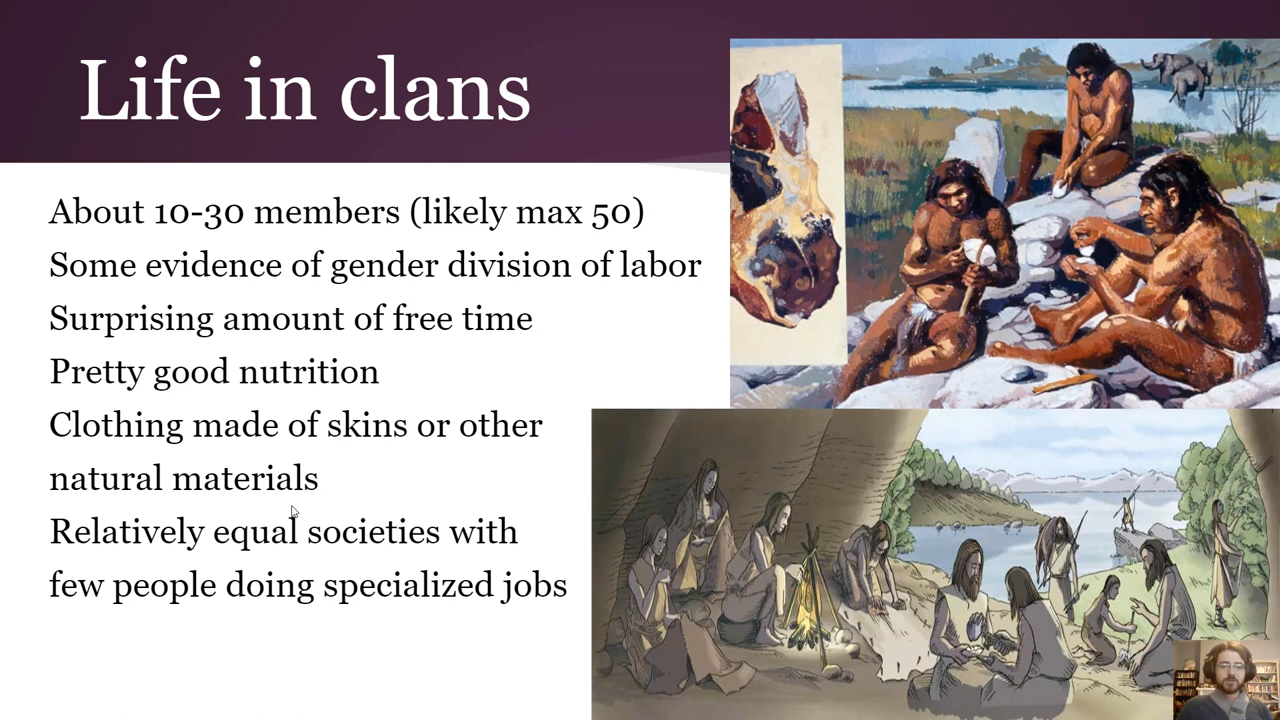 Life in clans
About 10-30 members (likely max 50)
Some evidence of gender division of labor
Surprising amount of free time
Pretty good nutrition
Clothing made of skins or other
natural materials
Relatively equal societies with
few people doing specialized jobs